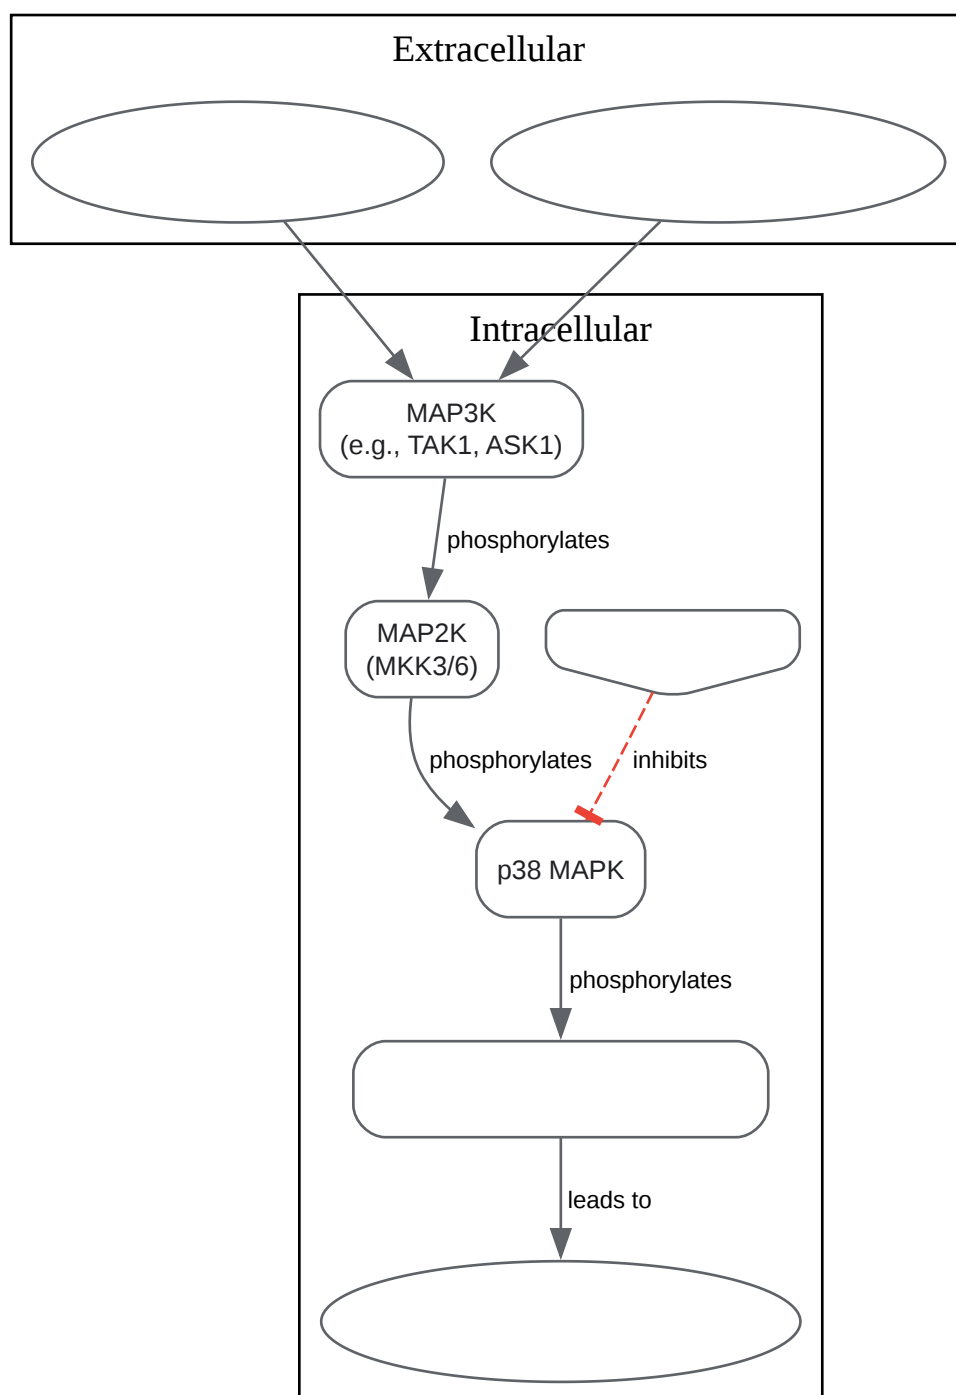 Extracellular
Intracellular
MAP3K
(e.g., TAK1, ASK1)
phosphorylates
MAP2K
(MKK3/6)
phosphorylates
inhibits
p38 MAPK
phosphorylates
leads to